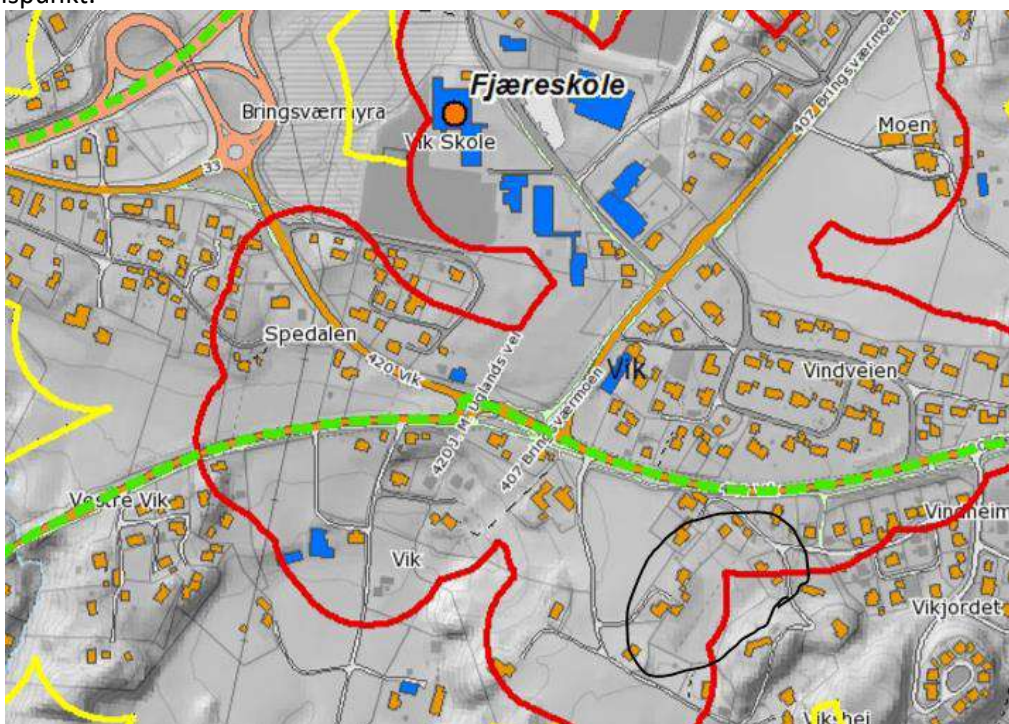 nspunkt.
Fjæreskole
Bringsværmyra
Vik Skole
407 Bringsværmoen
Moen
33
Spedalen
420 Vik
Vik
Vindveien
420 J. M. Uglands vei
407 Bringsværmoen
Vestre Vik
Vindheim
Vik
Vikjordet